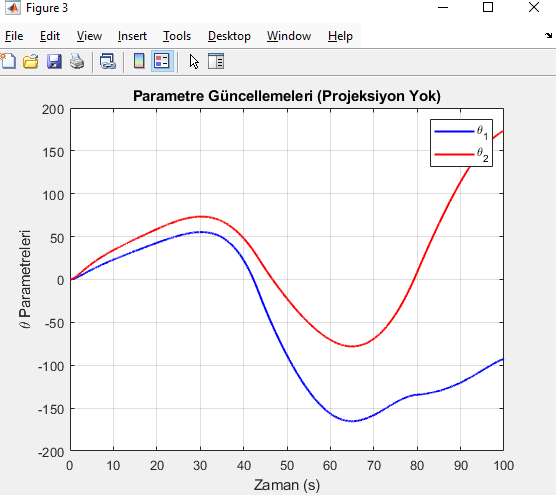 Figure 3
File Edit View Insert Tools Desktop Window Help
Parametre Güncellemeleri (Projeksiyon Yok)
θ1
θ2
200
150
100
50
0
-50
-100
-150
-200
θ Parametreleri
0 10 20 30 40 50 60 70 80 90 100
Zaman (s)